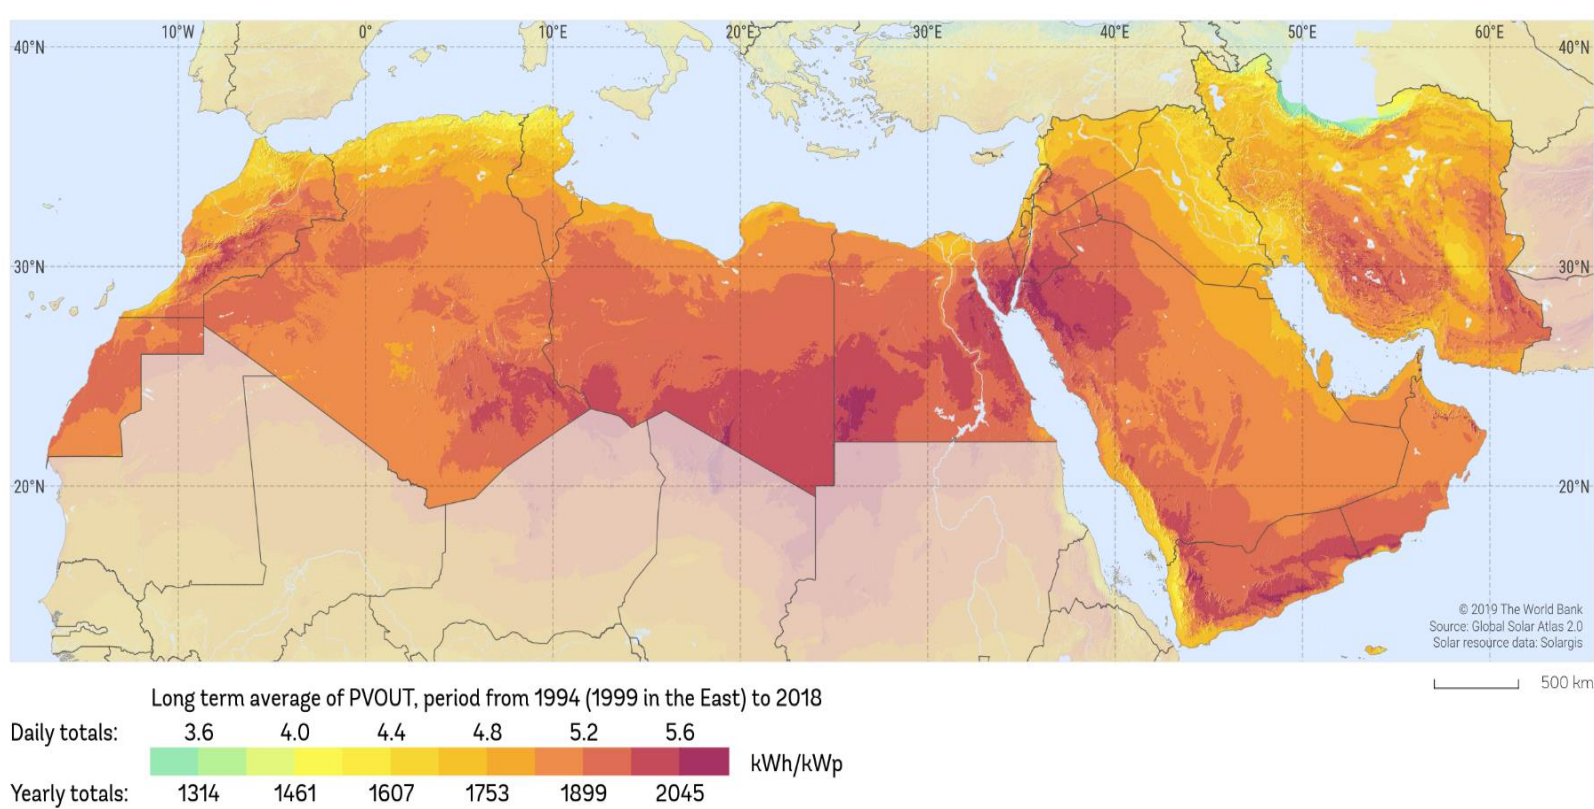 10°W 0° 10°E 20°E 30°E 40°E 50°E 60°E
40°N 40°N
30°N 30°N
20°N 20°N
© 2019 The World Bank
Source: Global Solar Atlas 2.0
Solar resource data: Solargis
500 km
Long term average of PVOUT, period from 1994 (1999 in the East) to 2018
Daily totals: 3.6 4.0 4.4 4.8 5.2 5.6
kWh/kWp
Yearly totals: 1314 1461 1607 1753 1899 2045